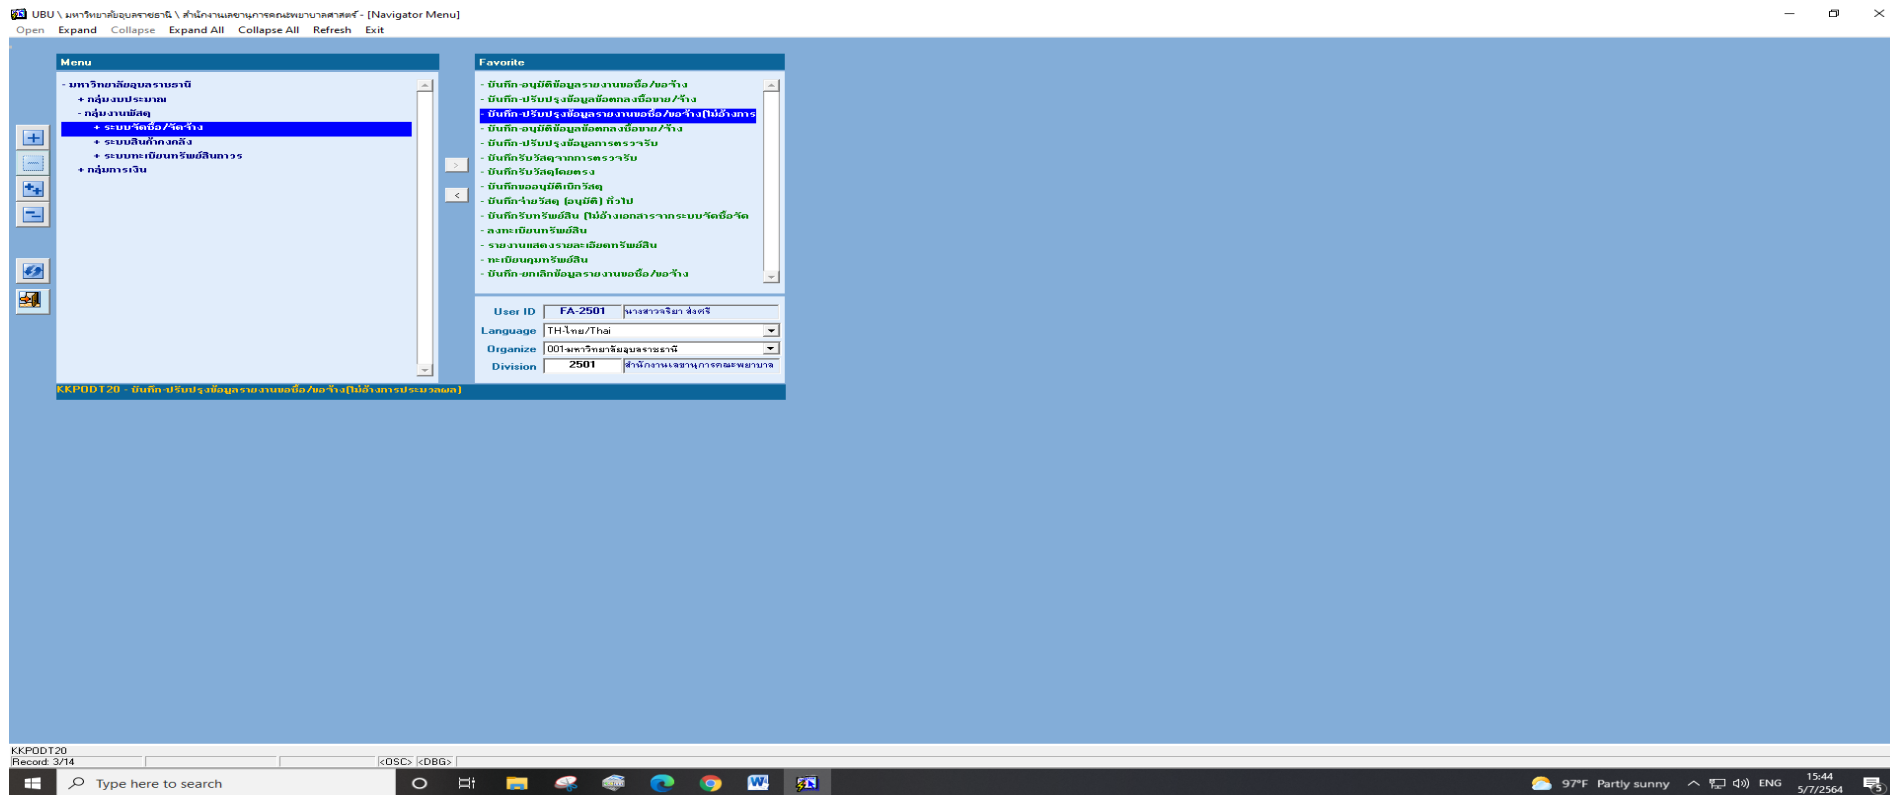 UBU \ มหาวิทยาลัยอุบลราชธานี \ สำนักงานเลขานุการคณะพยาบาลศาสตร์ - [Navigator Menu]
Open Expand Collapse Expand All Collapse All Refresh Exit
Menu
- มหาวิทยาลัยอุบลราชธานี
+ กลุ่มงบประมาณ
- กลุ่มงานพัสดุ
+ ระบบจัดซื้อ/จัดจ้าง
+ ระบบสินค้าคงคลัง
+ ระบบทะเบียนทรัพย์สินถาวร
+ กลุ่มการเงิน
>
<
Favorite
- บันทึก-อนุมัติข้อมูลรายงานขอซื้อ/ขอจ้าง
- บันทึก-ปรับปรุงข้อมูลข้อตกลงซื้อขาย/จ้าง
- บันทึก-ปรับปรุงข้อมูลรายงานขอซื้อ/ขอจ้าง(ไม่อ้างการ
- บันทึก-อนุมัติข้อมูลข้อตกลงซื้อขาย/จ้าง
- บันทึก-ปรับปรุงข้อมูลการตรวจรับ
- บันทึกรับวัสดุจากการตรวจรับ
- บันทึกรับวัสดุโดยตรง
- บันทึกขออนุมัติเบิกวัสดุ
- บันทึกจ่ายวัสดุ (อนุมัติ) ทั่วไป
- บันทึกรับทรัพย์สิน (ไม่อ้างเอกสารจากระบบจัดซื้อจัด
- ลงทะเบียนทรัพย์สิน
- รายงานแสดงรายละเอียดทรัพย์สิน
- ทะเบียนคุมทรัพย์สิน
- บันทึก-ยกเลิกข้อมูลรายงานขอซื้อ/ขอจ้าง
User ID FA-2501 นางสาวจริยา ส่งศรี
Language TH-ไทย/Thai
Organize 001-มหาวิทยาลัยอุบลราชธานี
Division 2501 สำนักงานเลขานุการคณะพยาบาล
KKPODT20 - บันทึก-ปรับปรุงข้อมูลรายงานขอซื้อ/ขอจ้าง(ไม่อ้างการประมวลผล)
KKPODT20
Record: 3/14 <OSC> <DBG>
Type here to search
97°F Partly sunny ENG 15:44
5/7/2564
5